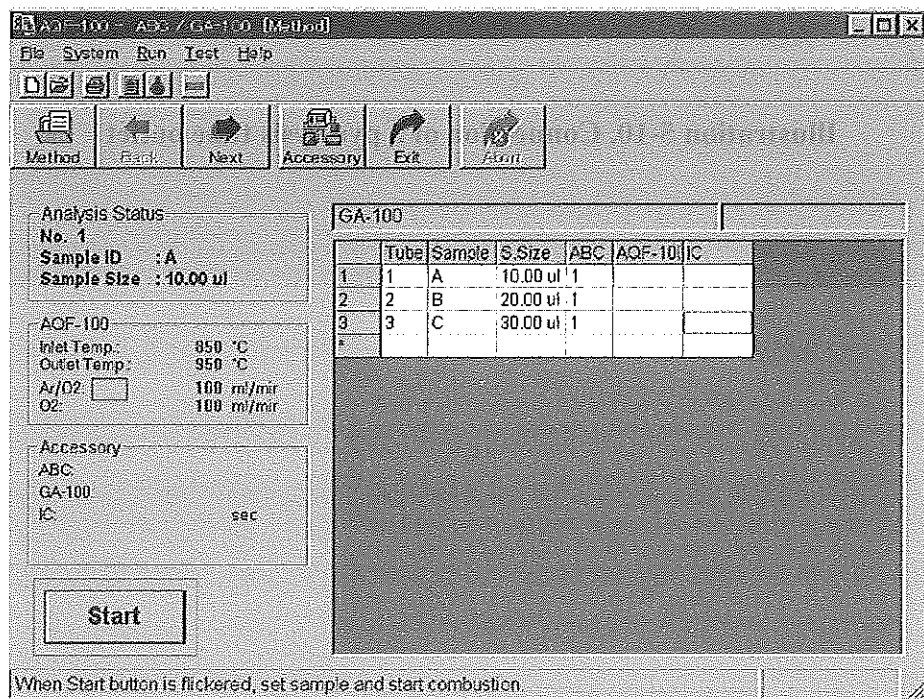 AQF-100 - ABC / GA-100 [Method]
File System Run Test Help
Method Back Next Accessory Exit Abort
Analysis Status
No. 1
Sample ID : A
Sample Size : 10.00 ul
AQF-100
Inlet Temp.: 850 °C
Outlet Temp.: 950 °C
Ar/O2: 100 ml/min
O2: 100 ml/min
Accessory
ABC:
GA-100:
IC: sec
Start
GA-100
Tube Sample S.Size ABC AQF-10 IC
1 1 A 10.00 ul 1
2 2 B 20.00 ul 1
3 3 C 30.00 ul 1
*
When Start button is flickered, set sample and start combustion.